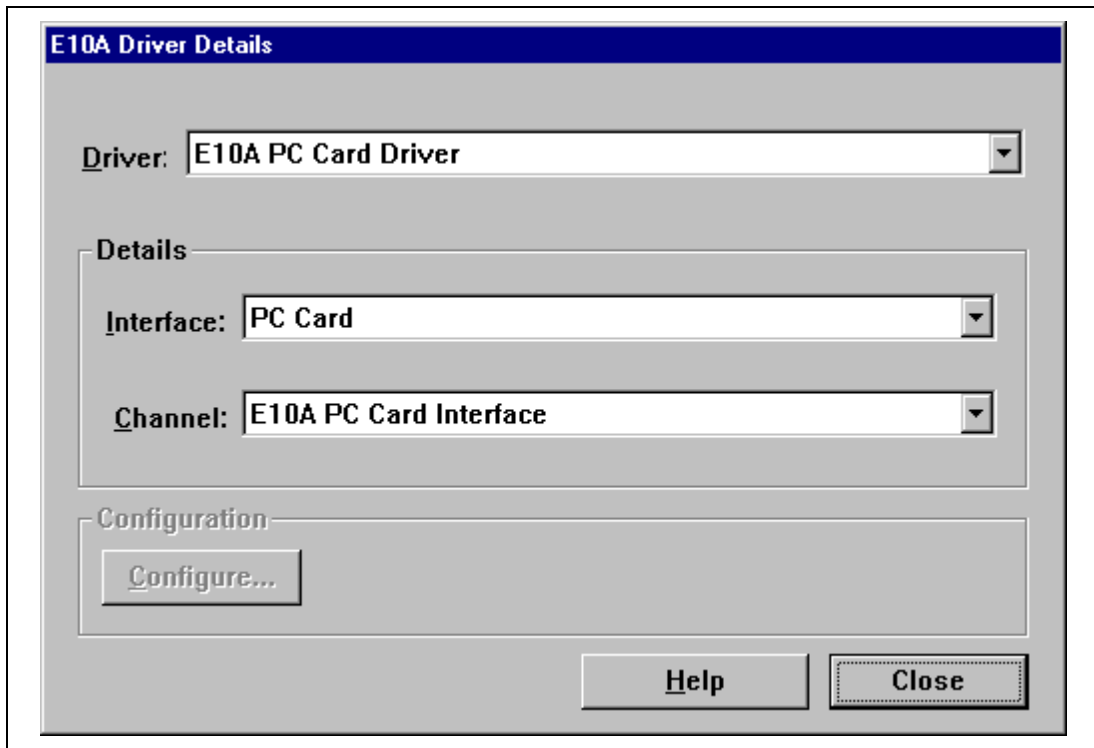 E10A Driver Details
Driver: E10A PC Card Driver
Details
Interface: PC Card
Channel: E10A PC Card Interface
Configuration
Configure...
Help Close